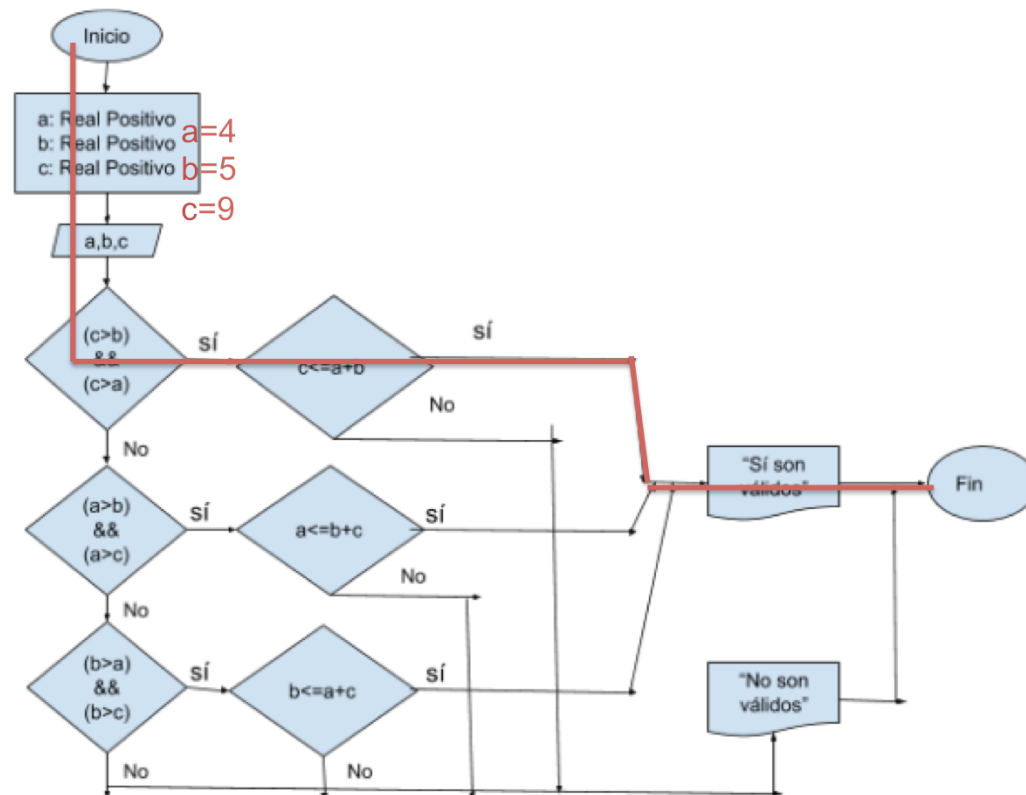 Inicio
a: Real Positivo
b: Real Positivo
c: Real Positivo
a=4
b=5
c=9
a,b,c
(c>b)
&&
(c>a)
sí
c<=a+b
sí
No
No
"Sí son
válidos"
Fin
(a>b)
&&
(a>c)
sí
a<=b+c
sí
No
No
(b>a)
&&
(b>c)
sí
b<=a+c
sí
"No son
válidos"
No
No